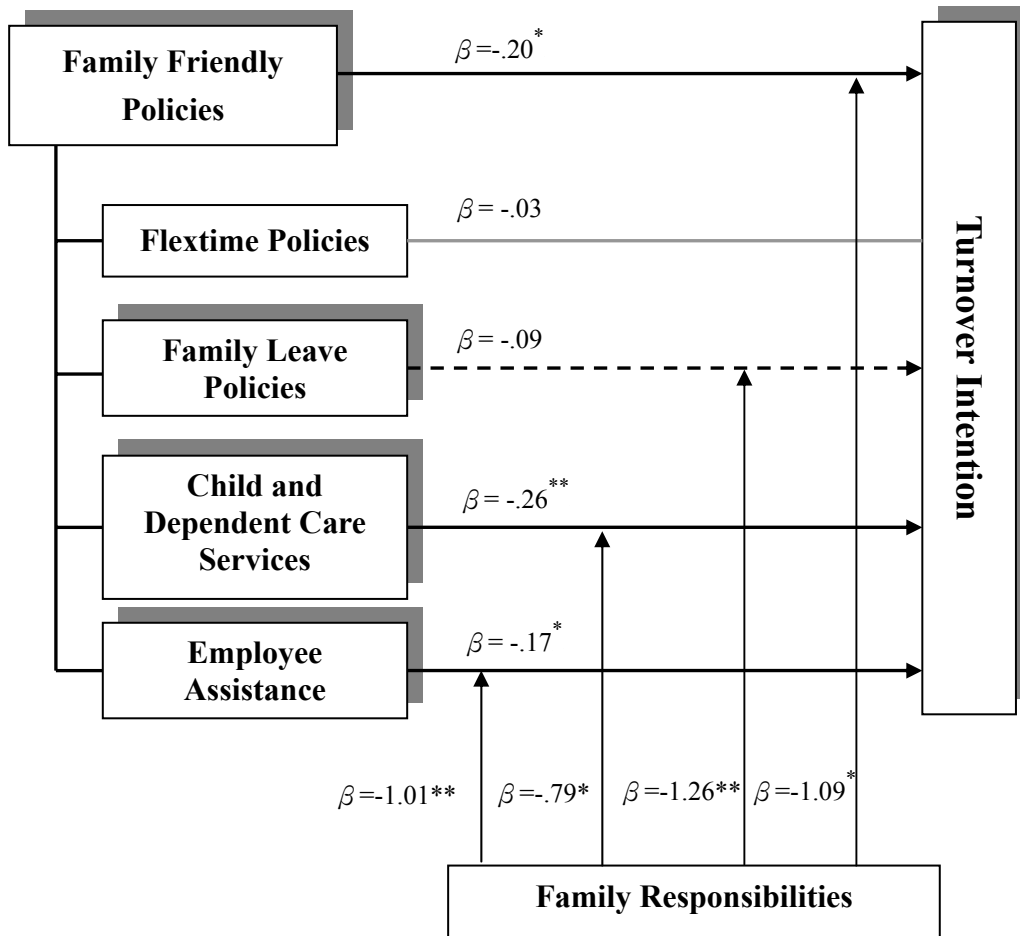 Family Friendly
Policies
β=-.20*
Flextime Policies
β= -.03
Family Leave
Policies
β= -.09
Child and
Dependent Care
Services
β= -.26**
Employee
Assistance
β= -.17*
Turnover Intention
β=-1.01**
β=-.79*
β=-1.26**
β=-1.09*
Family Responsibilities